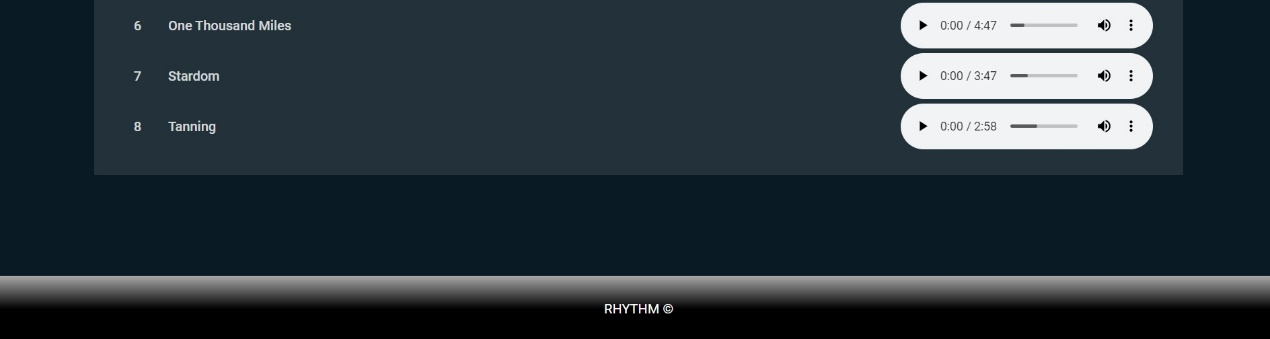 6 One Thousand Miles 0:00 / 4:47
7 Stardom 0:00 / 3:47
8 Tanning 0:00 / 2:58
RHYTHM ©